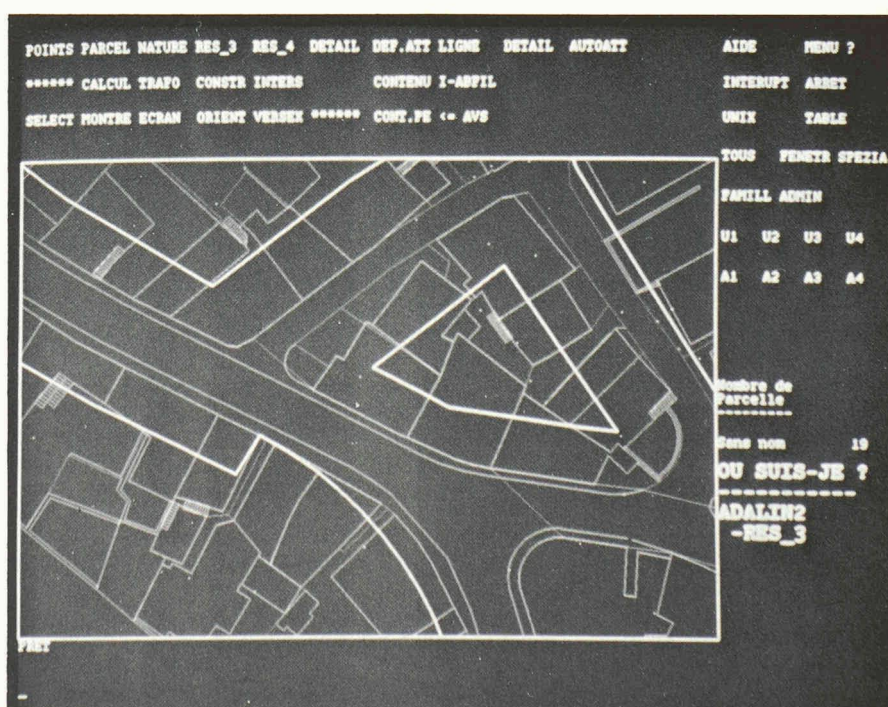 POINTS PARCEL NATURE RES_3 RES_4 DETAIL DEF.ATT LIGNE DETAIL AUTOATT AIDE MENU ?
****** CALCUL TRAFO CONSTR INTERS CONTENU I-ABFIL INTERUPT ARRET
SELECT MONTRE ECRAN ORIENT VERSEX ****** CONT.PE <= AVS UNIX TABLE
TOUS FENETR SPEZIA
FAMILL ADMIN
U1 U2 U3 U4
A1 A2 A3 A4
Nombre de
Parcelle
----------
Sans nom 19
OU SUIS-JE ?
------------
ADALIN2
-RES_3
PRET
_